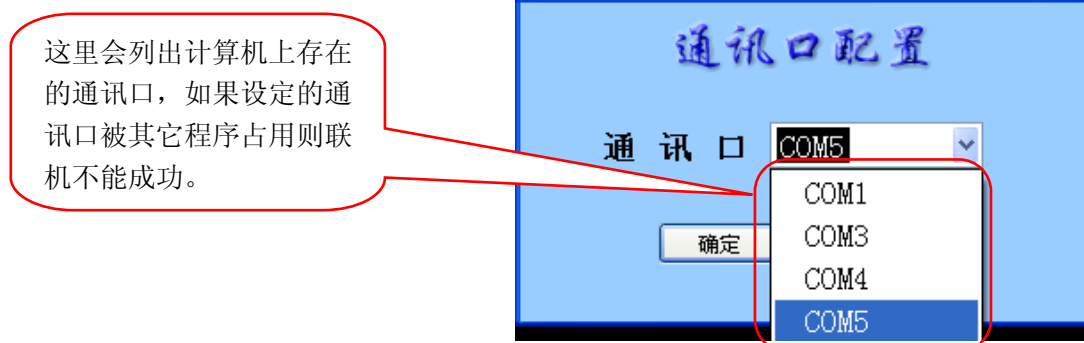 这里会列出计算机上存在
的通讯口，如果设定的通
讯口被其它程序占用则联
机不能成功。
通讯口配置
通 讯 口 COM5
COM1
COM3
确定
COM4
COM5